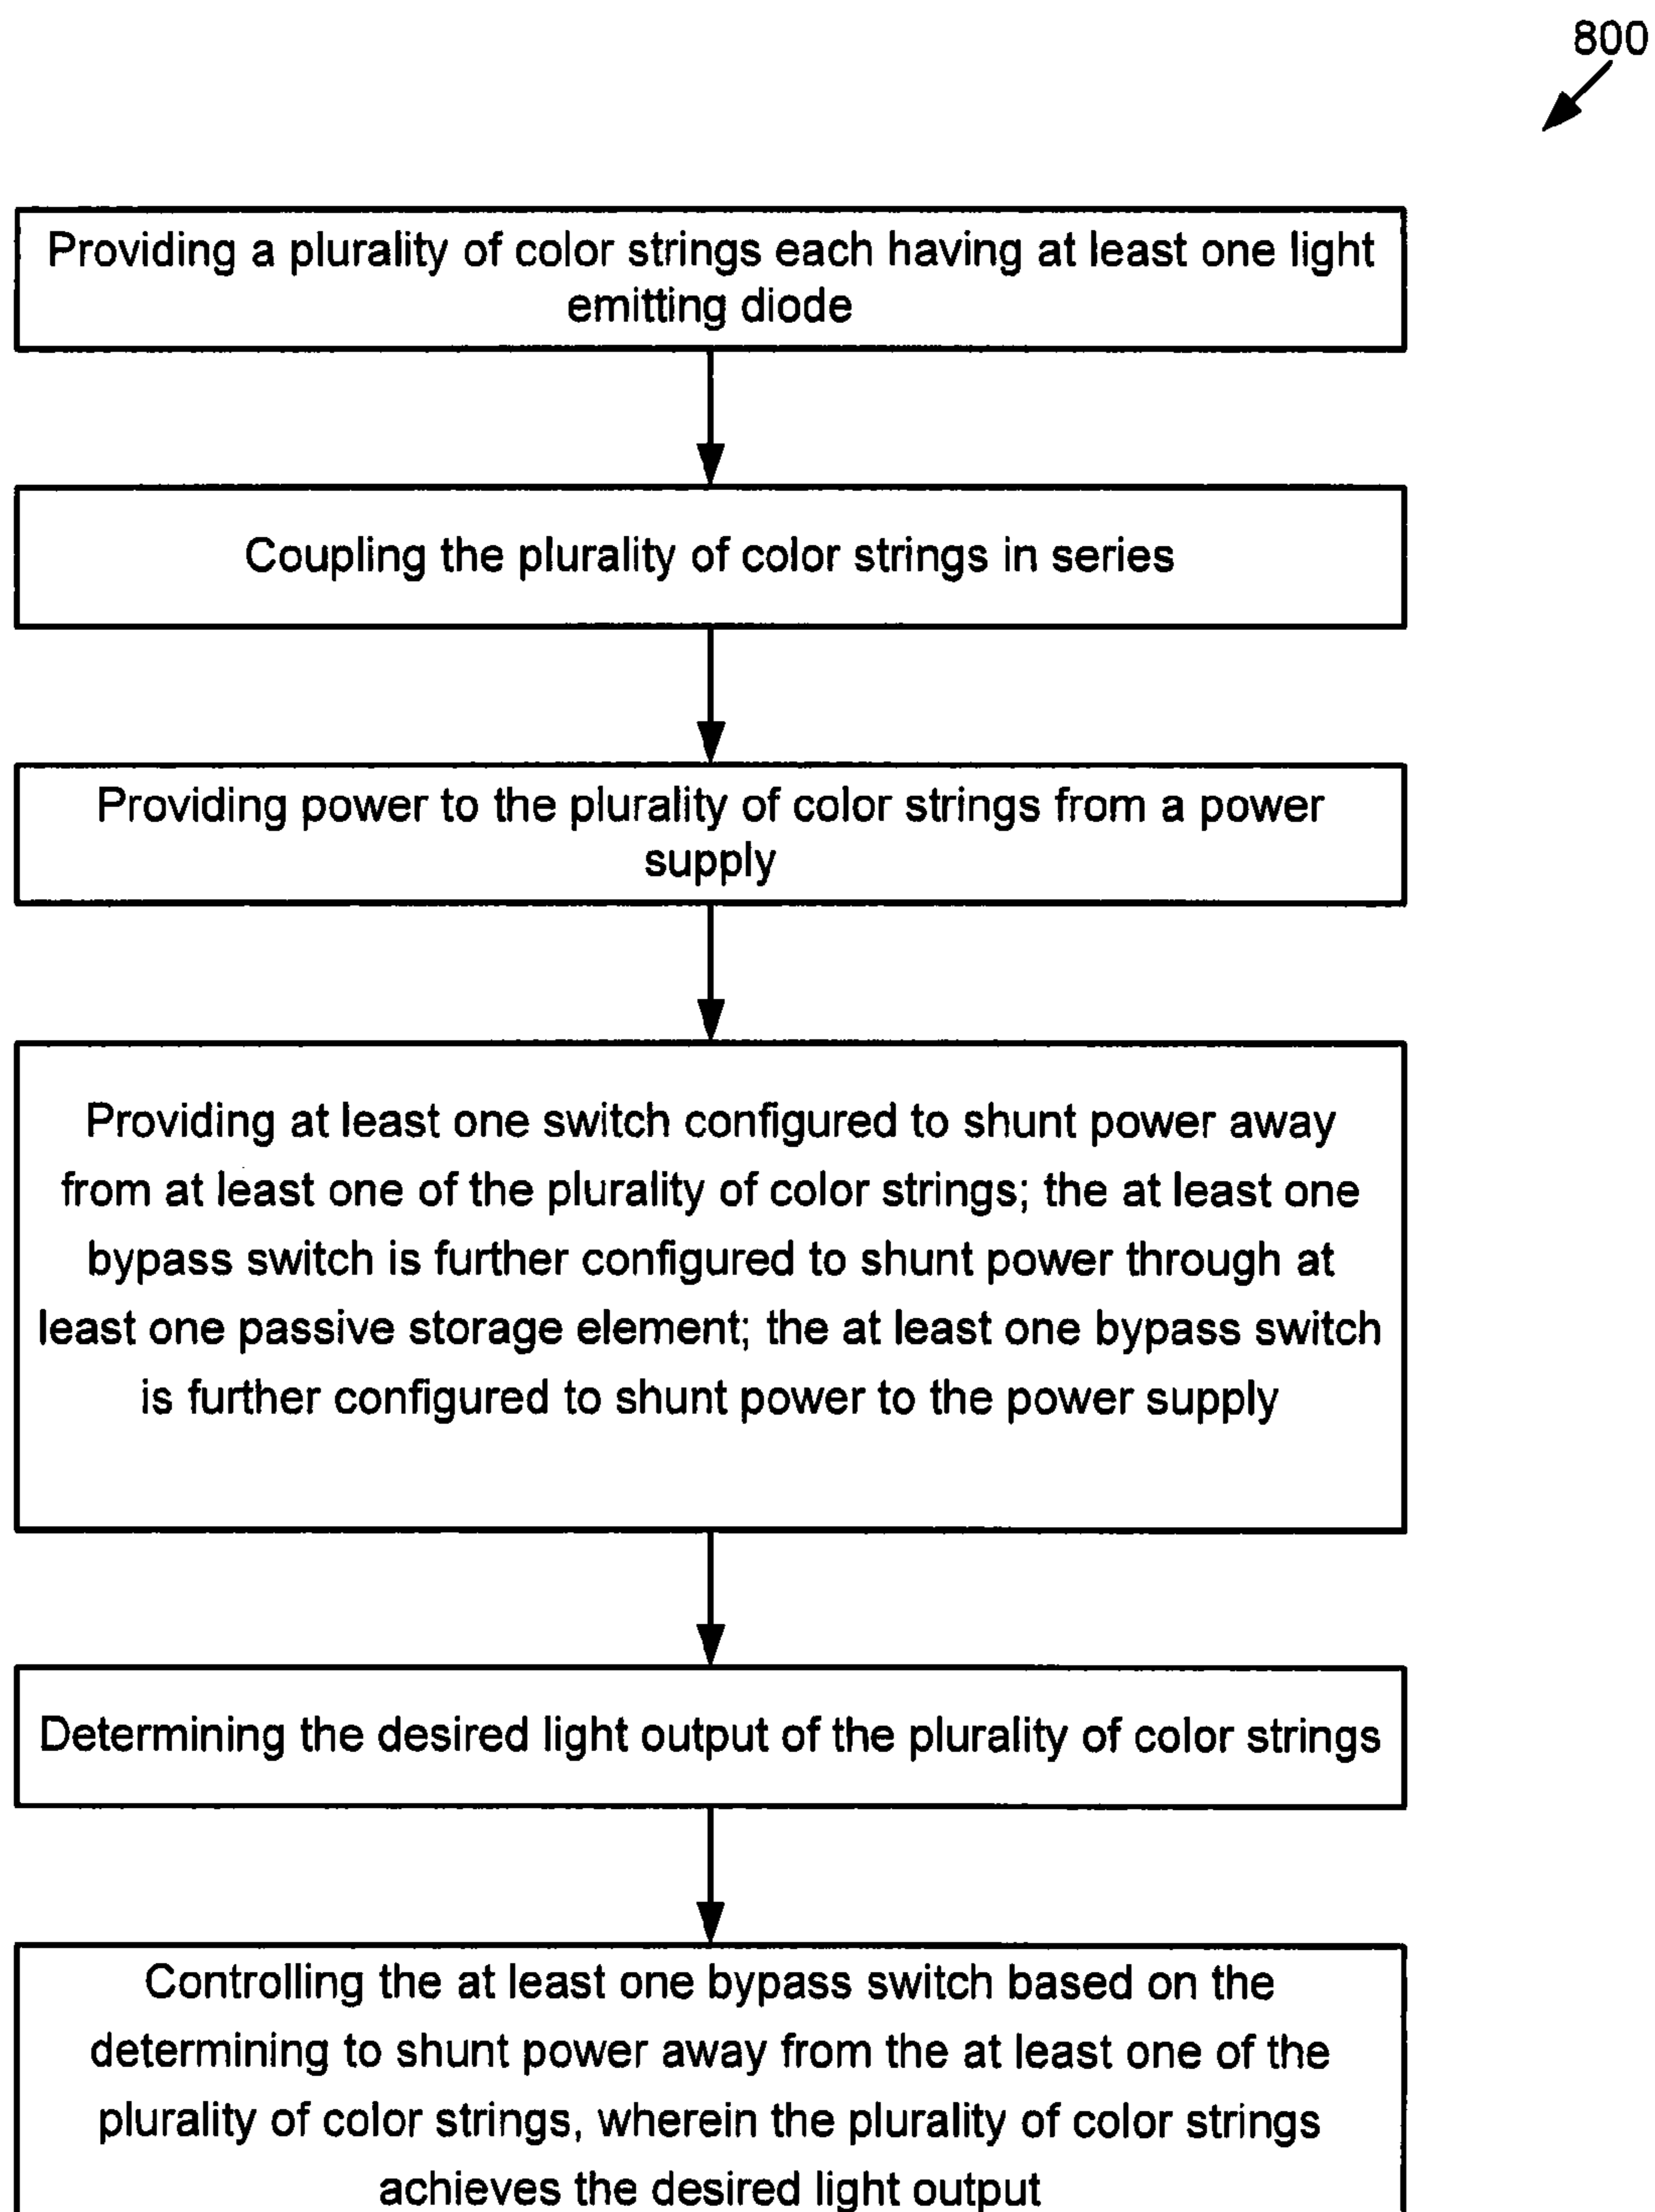 800
Providing a plurality of color strings each having at least one light
emitting diode
Coupling the plurality of color strings in series
Providing power to the plurality of color strings from a power
supply
Providing at least one switch configured to shunt power away
from at least one of the plurality of color strings; the at least one
bypass switch is further configured to shunt power through at
least one passive storage element; the at least one bypass switch
is further configured to shunt power to the power supply
Determining the desired light output of the plurality of color strings
Controlling the at least one bypass switch based on the
determining to shunt power away from the at least one of the
plurality of color strings, wherein the plurality of color strings
achieves the desired light output